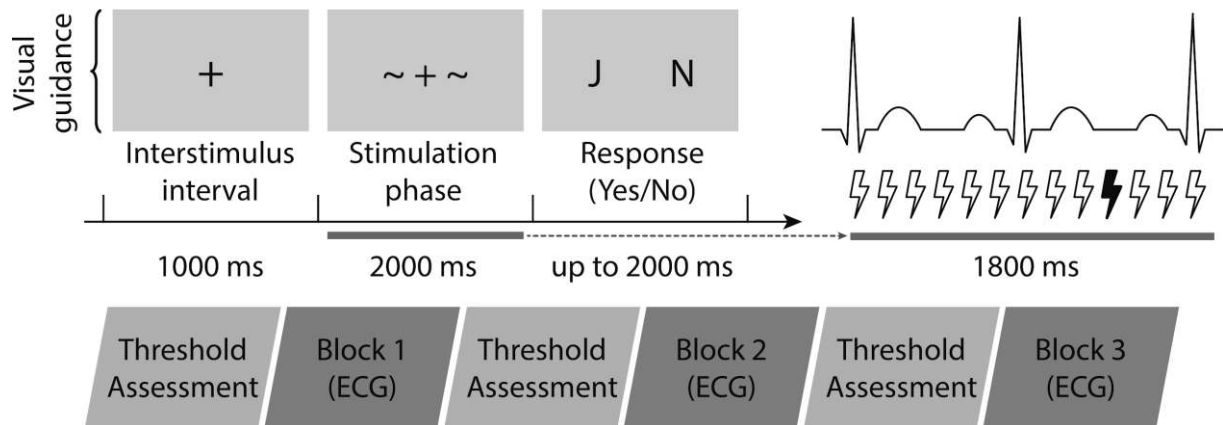 Visual
guidance
+
~ + ~
J N
Interstimulus
interval
Stimulation
phase
Response
(Yes/No)
1000 ms
2000 ms
up to 2000 ms
1800 ms
Threshold
Assessment
Block 1
(ECG)
Threshold
Assessment
Block 2
(ECG)
Threshold
Assessment
Block 3
(ECG)